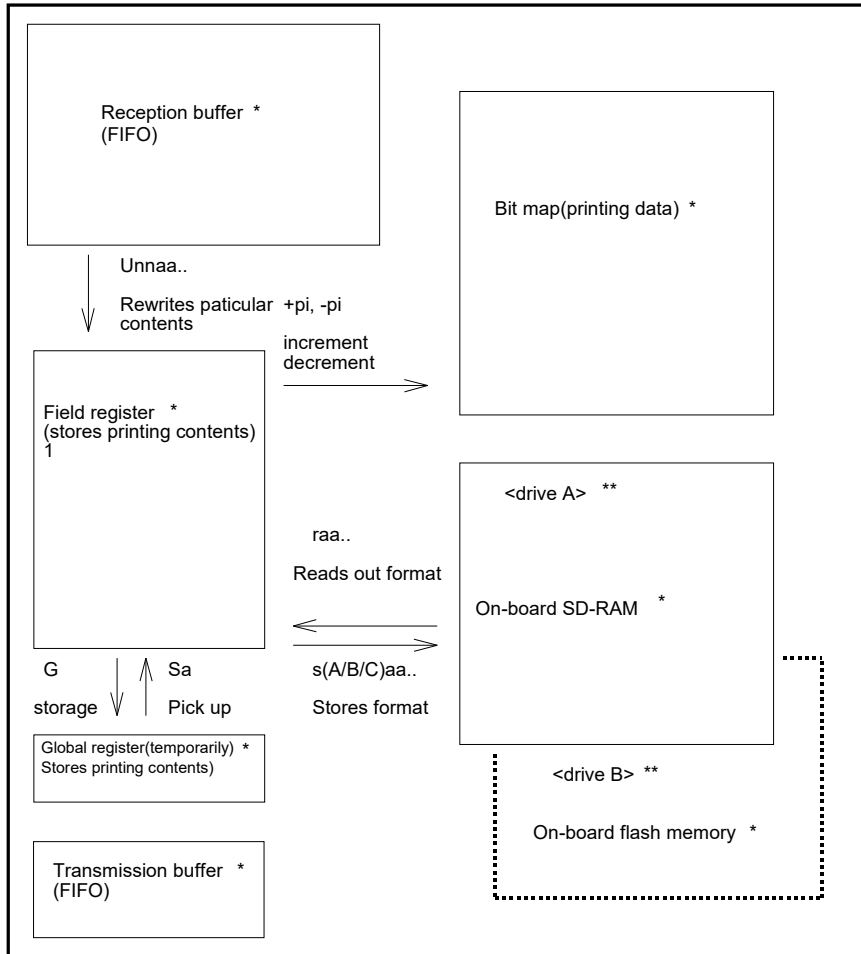 Reception buffer *
(FIFO)
Bit map(printing data) *
Unnaa..
Rewrites paticular
contents
+pi, -pi
increment
decrement
Field register *
(stores printing contents)
1
<drive A> **
raa..
Reads out format
On-board SD-RAM *
G
Sa
s(A/B/C)aa..
storage
Pick up
Stores format
Global register(temporarily) *
Stores printing contents)
<drive B> **
On-board flash memory *
Transmission buffer *
(FIFO)